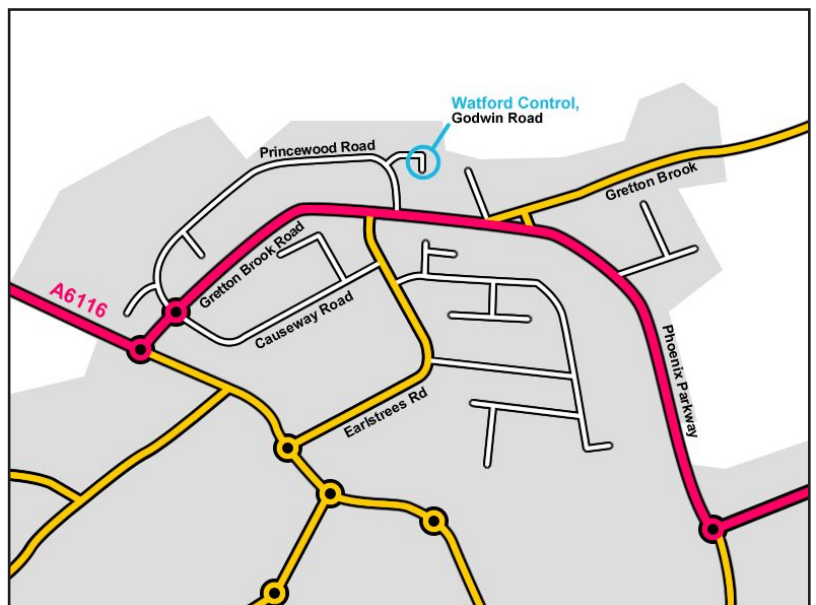 Watford Control,
Godwin Road
Princewood Road
Gretton Brook
Gretton Brook Road
A6116
Causeway Road
Phoenix Parkway
Earlstrees Rd